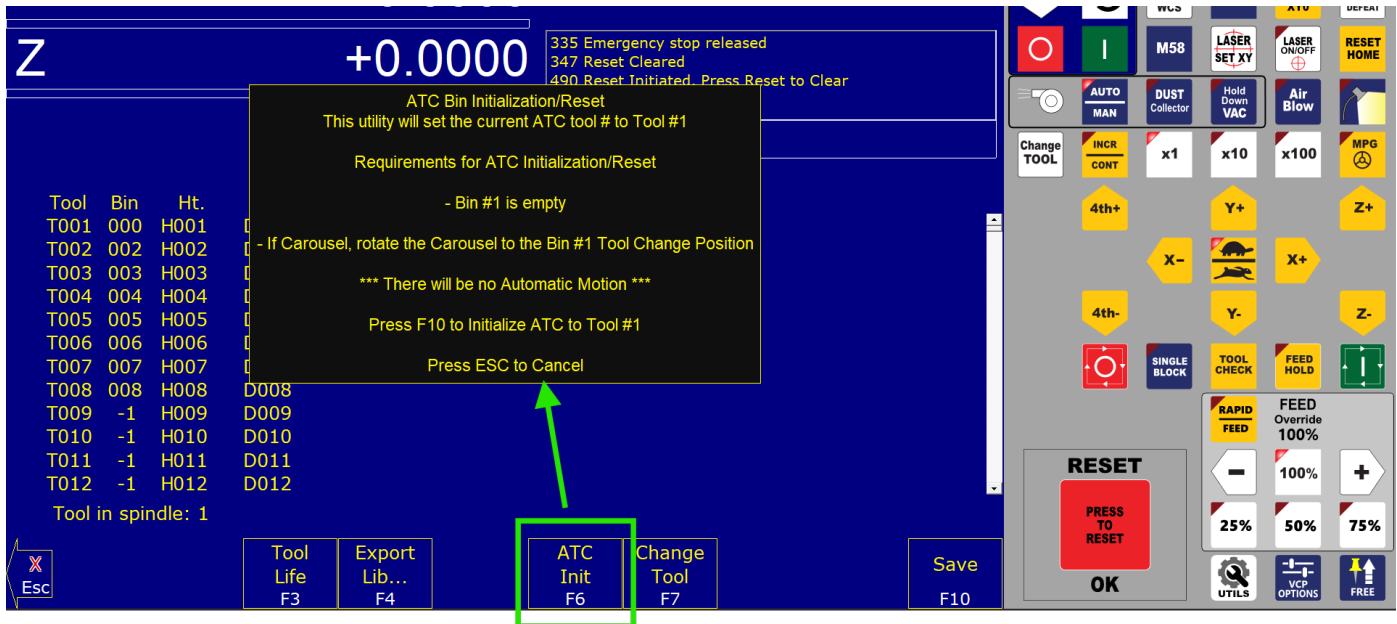 WCS
X10
DEFEAT
Z +0.0000
335 Emergency stop released
347 Reset Cleared
490 Reset Initiated. Press Reset to Clear
ATC Bin Initialization/Reset
This utility will set the current ATC tool # to Tool #1
Requirements for ATC Initialization/Reset
- Bin #1 is empty
- If Carousel, rotate the Carousel to the Bin #1 Tool Change Position
*** There will be no Automatic Motion ***
Press F10 to Initialize ATC to Tool #1
Press ESC to Cancel
Tool Bin Ht.
T001 000 H001
T002 002 H002
T003 003 H003
T004 004 H004
T005 005 H005
T006 006 H006
T007 007 H007
T008 008 H008 D008
T009 -1 H009 D009
T010 -1 H010 D010
T011 -1 H011 D011
T012 -1 H012 D012
Tool in spindle: 1
X
Esc
Tool
Life
F3
Export
Lib...
F4
ATC
Init
F6
Change
Tool
F7
Save
F10
M58
LASER
SET XY
LASER
ON/OFF
RESET
HOME
AUTO
MAN
DUST
Collector
Hold
Down
VAC
Air
Blow
Change
TOOL
INCR
CONT
x1
x10
x100
MPG
4th+
Y+
Z+
X-
X+
4th-
Y-
Z-
SINGLE
BLOCK
TOOL
CHECK
FEED
HOLD
RAPID
FEED
FEED
Override
100%
-
100%
+
25%
50%
75%
RESET
PRESS
TO
RESET
OK
UTILS
VCP
OPTIONS
FREE